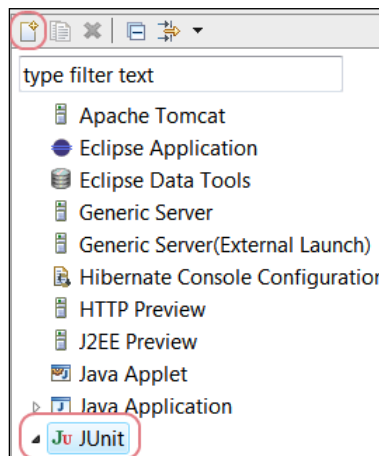 type filter text
Apache Tomcat
Eclipse Application
Eclipse Data Tools
Generic Server
Generic Server(External Launch)
Hibernate Console Configuration
HTTP Preview
J2EE Preview
Java Applet
Java Application
Ju JUnit